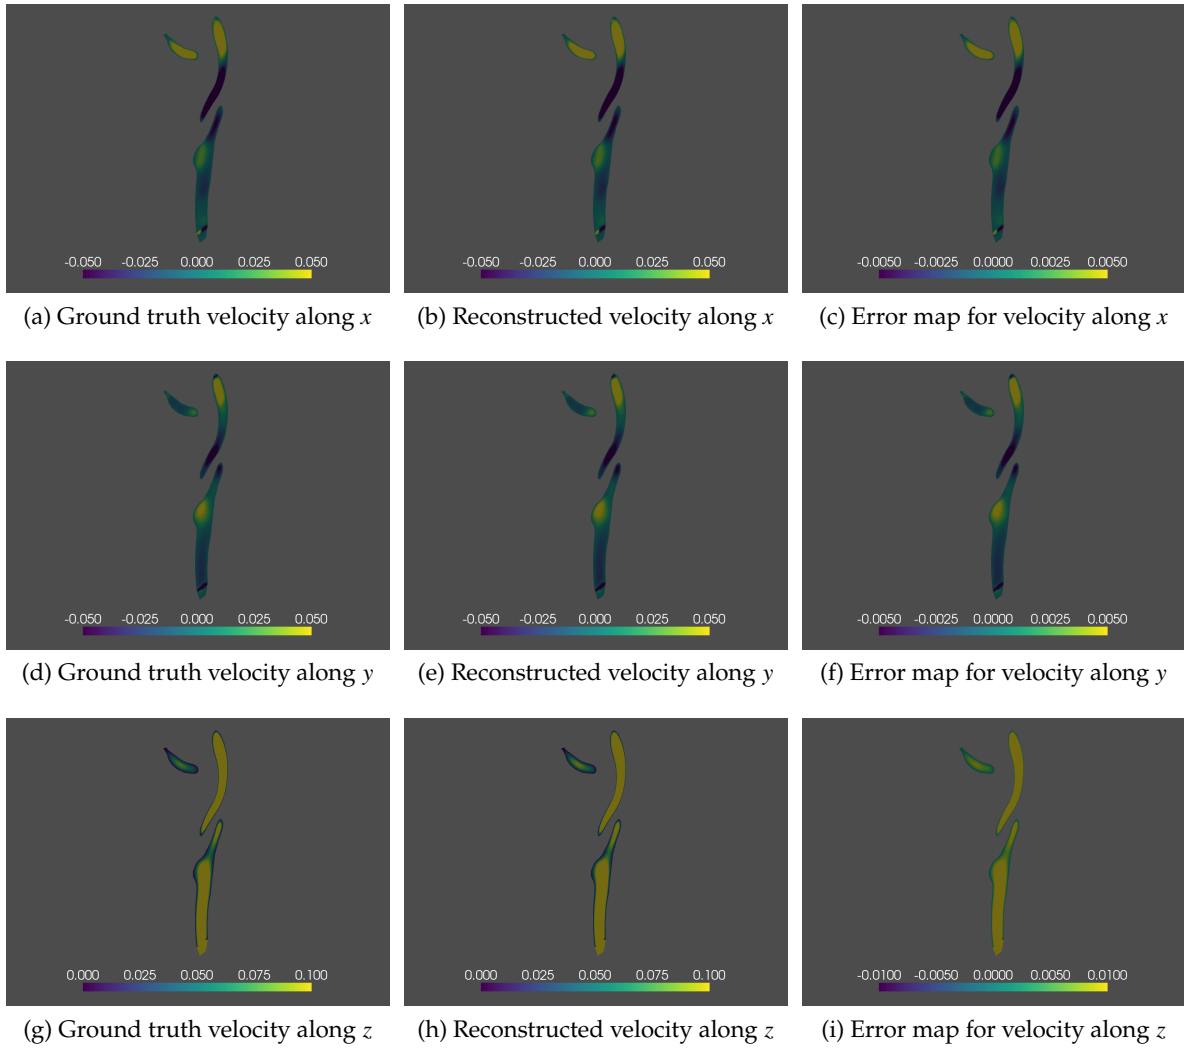 -0.050 -0.025 0.000 0.025 0.050
-0.050 -0.025 0.000 0.025 0.050
-0.0050 -0.0025 0.0000 0.0025 0.0050
(a) Ground truth velocity along x
(b) Reconstructed velocity along x
(c) Error map for velocity along x
-0.050 -0.025 0.000 0.025 0.050
-0.050 -0.025 0.000 0.025 0.050
-0.0050 -0.0025 0.0000 0.0025 0.0050
(d) Ground truth velocity along y
(e) Reconstructed velocity along y
(f) Error map for velocity along y
0.000 0.025 0.050 0.075 0.100
0.000 0.025 0.050 0.075 0.100
-0.0100 -0.0050 0.0000 0.0050 0.0100
(g) Ground truth velocity along z
(h) Reconstructed velocity along z
(i) Error map for velocity along z